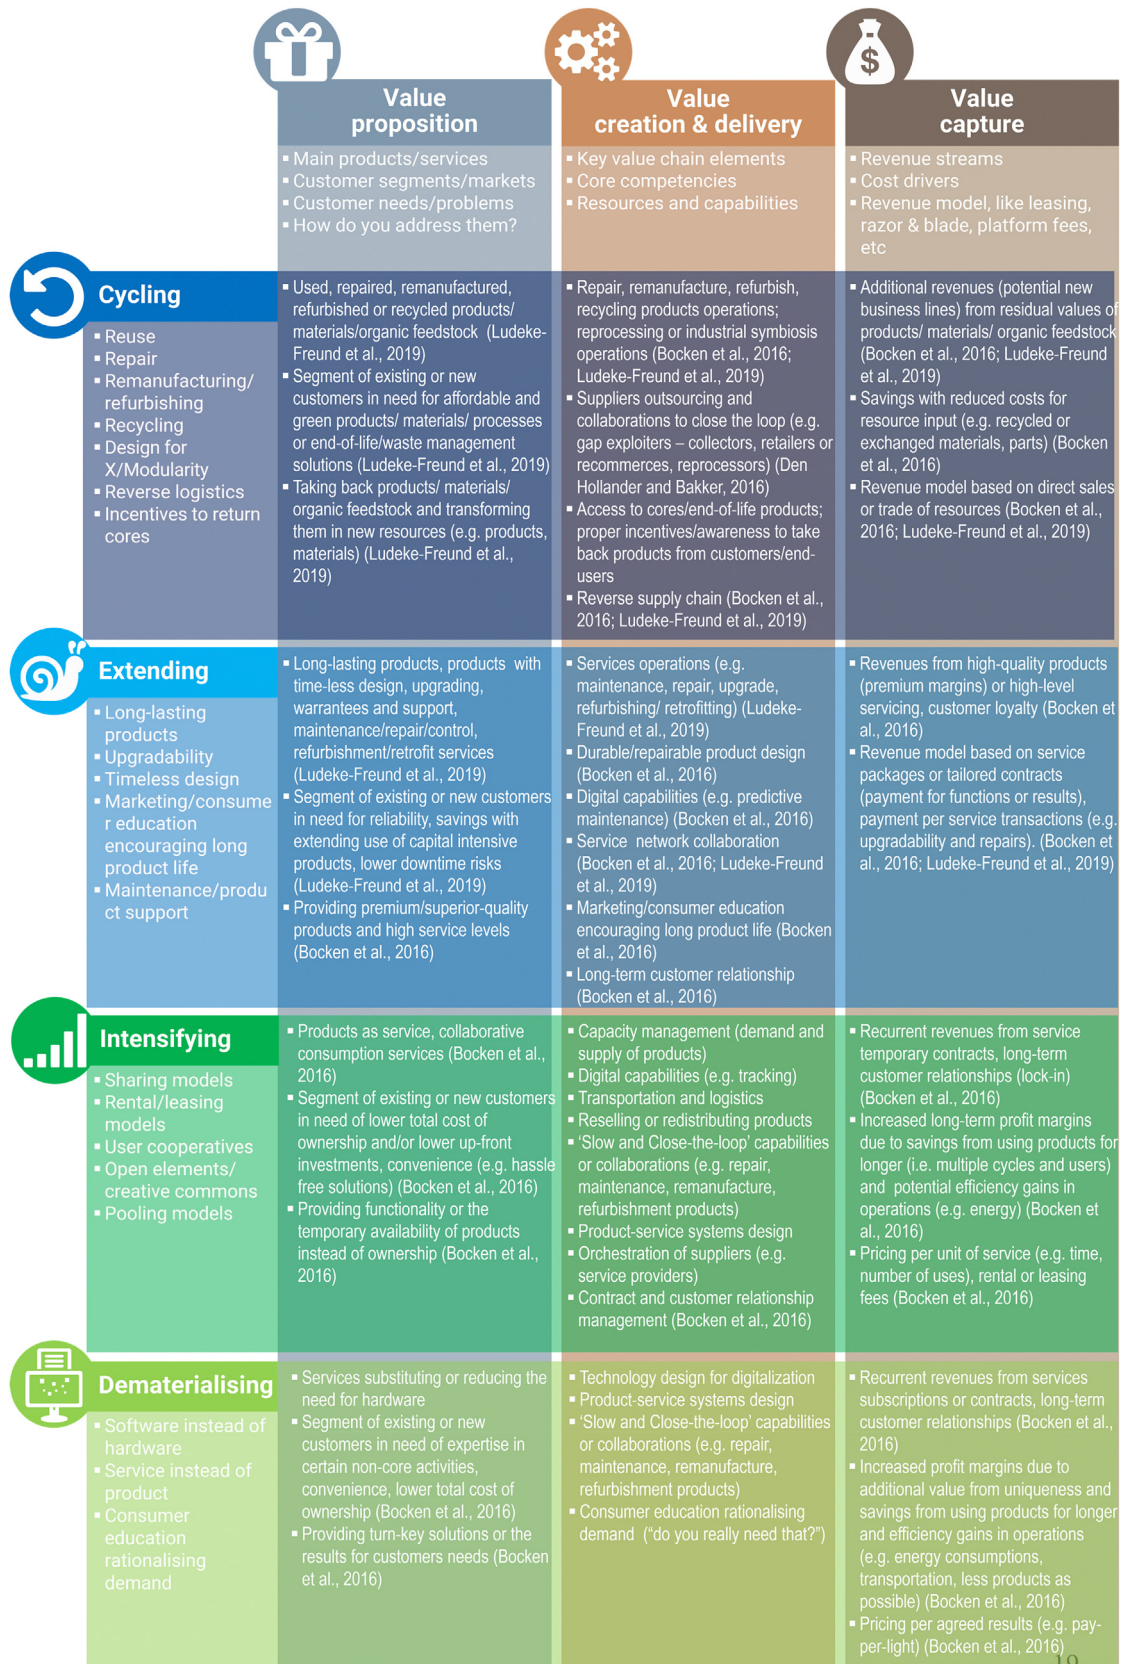 $
Value
proposition
Value
creation & delivery
Value
capture
▪ Main products/services
▪ Customer segments/markets
▪ Customer needs/problems
▪ How do you address them?
▪ Key value chain elements
▪ Core competencies
▪ Resources and capabilities
▪ Revenue streams
▪ Cost drivers
▪ Revenue model, like leasing,
razor & blade, platform fees,
etc
Cycling
▪ Reuse
▪ Repair
▪ Remanufacturing/
refurbishing
▪ Recycling
▪ Design for
X/Modularity
▪ Reverse logistics
▪ Incentives to return
cores
▪ Used, repaired, remanufactured,
refurbished or recycled products/
materials/organic feedstock (Ludeke-
Freund et al., 2019)
▪ Segment of existing or new
customers in need for affordable and
green products/ materials/ processes
or end-of-life/waste management
solutions (Ludeke-Freund et al., 2019)
▪ Taking back products/ materials/
organic feedstock and transforming
them in new resources (e.g. products,
materials) (Ludeke-Freund et al.,
2019)
▪ Repair, remanufacture, refurbish,
recycling products operations;
reprocessing or industrial symbiosis
operations (Bocken et al., 2016;
Ludeke-Freund et al., 2019)
▪ Suppliers outsourcing and
collaborations to close the loop (e.g.
gap exploiters – collectors, retailers or
recommerces, reprocessors) (Den
Hollander and Bakker, 2016)
▪ Access to cores/end-of-life products;
proper incentives/awareness to take
back products from customers/end-
users
▪ Reverse supply chain (Bocken et al.,
2016; Ludeke-Freund et al., 2019)
▪ Additional revenues (potential new
business lines) from residual values of
products/ materials/ organic feedstock
(Bocken et al., 2016; Ludeke-Freund
et al., 2019)
▪ Savings with reduced costs for
resource input (e.g. recycled or
exchanged materials, parts) (Bocken
et al., 2016)
▪ Revenue model based on direct sales
or trade of resources (Bocken et al.,
2016; Ludeke-Freund et al., 2019)
Extending
▪ Long-lasting
products
▪ Upgradability
▪ Timeless design
▪ Marketing/consume
r education
encouraging long
product life
▪ Maintenance/produ
ct support
▪ Long-lasting products, products with
time-less design, upgrading,
warrantees and support,
maintenance/repair/control,
refurbishment/retrofit services
(Ludeke-Freund et al., 2019)
▪ Segment of existing or new customers
in need for reliability, savings with
extending use of capital intensive
products, lower downtime risks
(Ludeke-Freund et al., 2019)
▪ Providing premium/superior-quality
products and high service levels
(Bocken et al., 2016)
▪ Services operations (e.g.
maintenance, repair, upgrade,
refurbishing/ retrofitting) (Ludeke-
Freund et al., 2019)
▪ Durable/repairable product design
(Bocken et al., 2016)
▪ Digital capabilities (e.g. predictive
maintenance) (Bocken et al., 2016)
▪ Service network collaboration
(Bocken et al., 2016; Ludeke-Freund
et al., 2019)
▪ Marketing/consumer education
encouraging long product life (Bocken
et al., 2016)
▪ Long-term customer relationship
(Bocken et al., 2016)
▪ Revenues from high-quality products
(premium margins) or high-level
servicing, customer loyalty (Bocken et
al., 2016)
▪ Revenue model based on service
packages or tailored contracts
(payment for functions or results),
payment per service transactions (e.g.
upgradability and repairs). (Bocken et
al., 2016; Ludeke-Freund et al., 2019)
Intensifying
▪ Sharing models
▪ Rental/leasing
models
▪ User cooperatives
▪ Open elements/
creative commons
▪ Pooling models
▪ Products as service, collaborative
consumption services (Bocken et al.,
2016)
▪ Segment of existing or new customers
in need of lower total cost of
ownership and/or lower up-front
investments, convenience (e.g. hassle
free solutions) (Bocken et al., 2016)
▪ Providing functionality or the
temporary availability of products
instead of ownership (Bocken et al.,
2016)
▪ Capacity management (demand and
supply of products)
▪ Digital capabilities (e.g. tracking)
▪ Transportation and logistics
▪ Reselling or redistributing products
▪ ‘Slow and Close-the-loop’ capabilities
or collaborations (e.g. repair,
maintenance, remanufacture,
refurbishment products)
▪ Product-service systems design
▪ Orchestration of suppliers (e.g.
service providers)
▪ Contract and customer relationship
management (Bocken et al., 2016)
▪ Recurrent revenues from service
temporary contracts, long-term
customer relationships (lock-in)
(Bocken et al., 2016)
▪ Increased long-term profit margins
due to savings from using products for
longer (i.e. multiple cycles and users)
and potential efficiency gains in
operations (e.g. energy) (Bocken et
al., 2016)
▪ Pricing per unit of service (e.g. time,
number of uses), rental or leasing
fees (Bocken et al., 2016)
Dematerialising
▪ Software instead of
hardware
▪ Service instead of
product
▪ Consumer
education
rationalising
demand
▪ Services substituting or reducing the
need for hardware
▪ Segment of existing or new
customers in need of expertise in
certain non-core activities,
convenience, lower total cost of
ownership (Bocken et al., 2016)
▪ Providing turn-key solutions or the
results for customers needs (Bocken
et al., 2016)
▪ Technology design for digitalization
▪ Product-service systems design
▪ ‘Slow and Close-the-loop’ capabilities
or collaborations (e.g. repair,
maintenance, remanufacture,
refurbishment products)
▪ Consumer education rationalising
demand (“do you really need that?”)
▪ Recurrent revenues from services
subscriptions or contracts, long-term
customer relationships (Bocken et al.,
2016)
▪ Increased profit margins due to
additional value from uniqueness and
savings from using products for longer
and efficiency gains in operations
(e.g. energy consumptions,
transportation, less products as
possible) (Bocken et al., 2016)
▪ Pricing per agreed results (e.g. pay-
per-light) (Bocken et al., 2016)
19